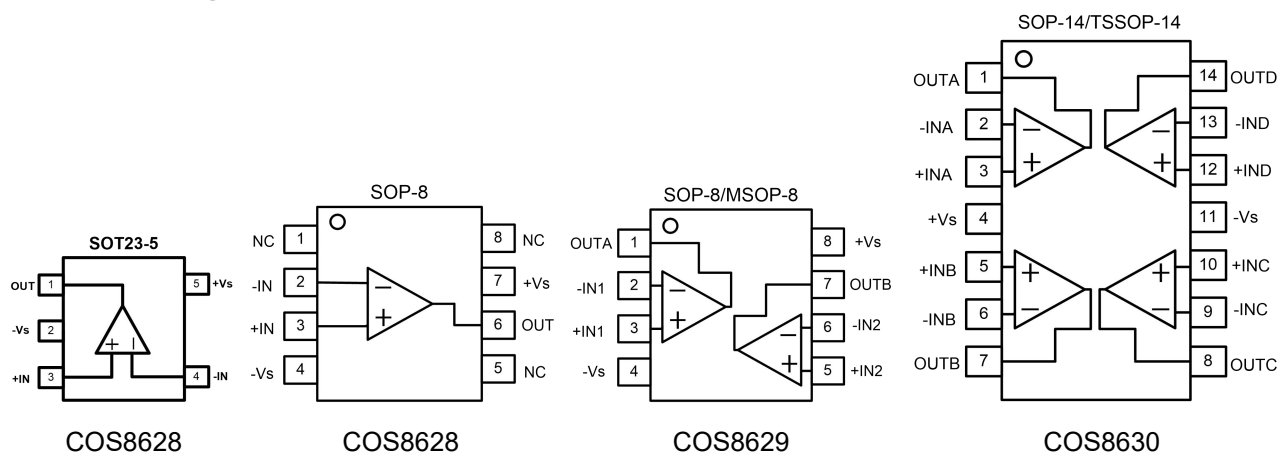 SOT23-5
OUT 1 5 +Vs
-Vs 2
+IN 3 4 -IN
+ −
COS8628
SOP-8
NC 1 8 NC
-IN 2 7 +Vs
+IN 3 6 OUT
-Vs 4 5 NC
−
+
COS8628
SOP-8/MSOP-8
OUTA 1 8 +Vs
-IN1 2 7 OUTB
+IN1 3 6 -IN2
-Vs 4 5 +IN2
− −
+ +
COS8629
SOP-14/TSSOP-14
OUTA 1 14 OUTD
-INA 2 13 -IND
+INA 3 12 +IND
+Vs 4 11 -Vs
+INB 5 10 +INC
-INB 6 9 -INC
OUTB 7 8 OUTC
− −
+ +
+ +
− −
COS8630